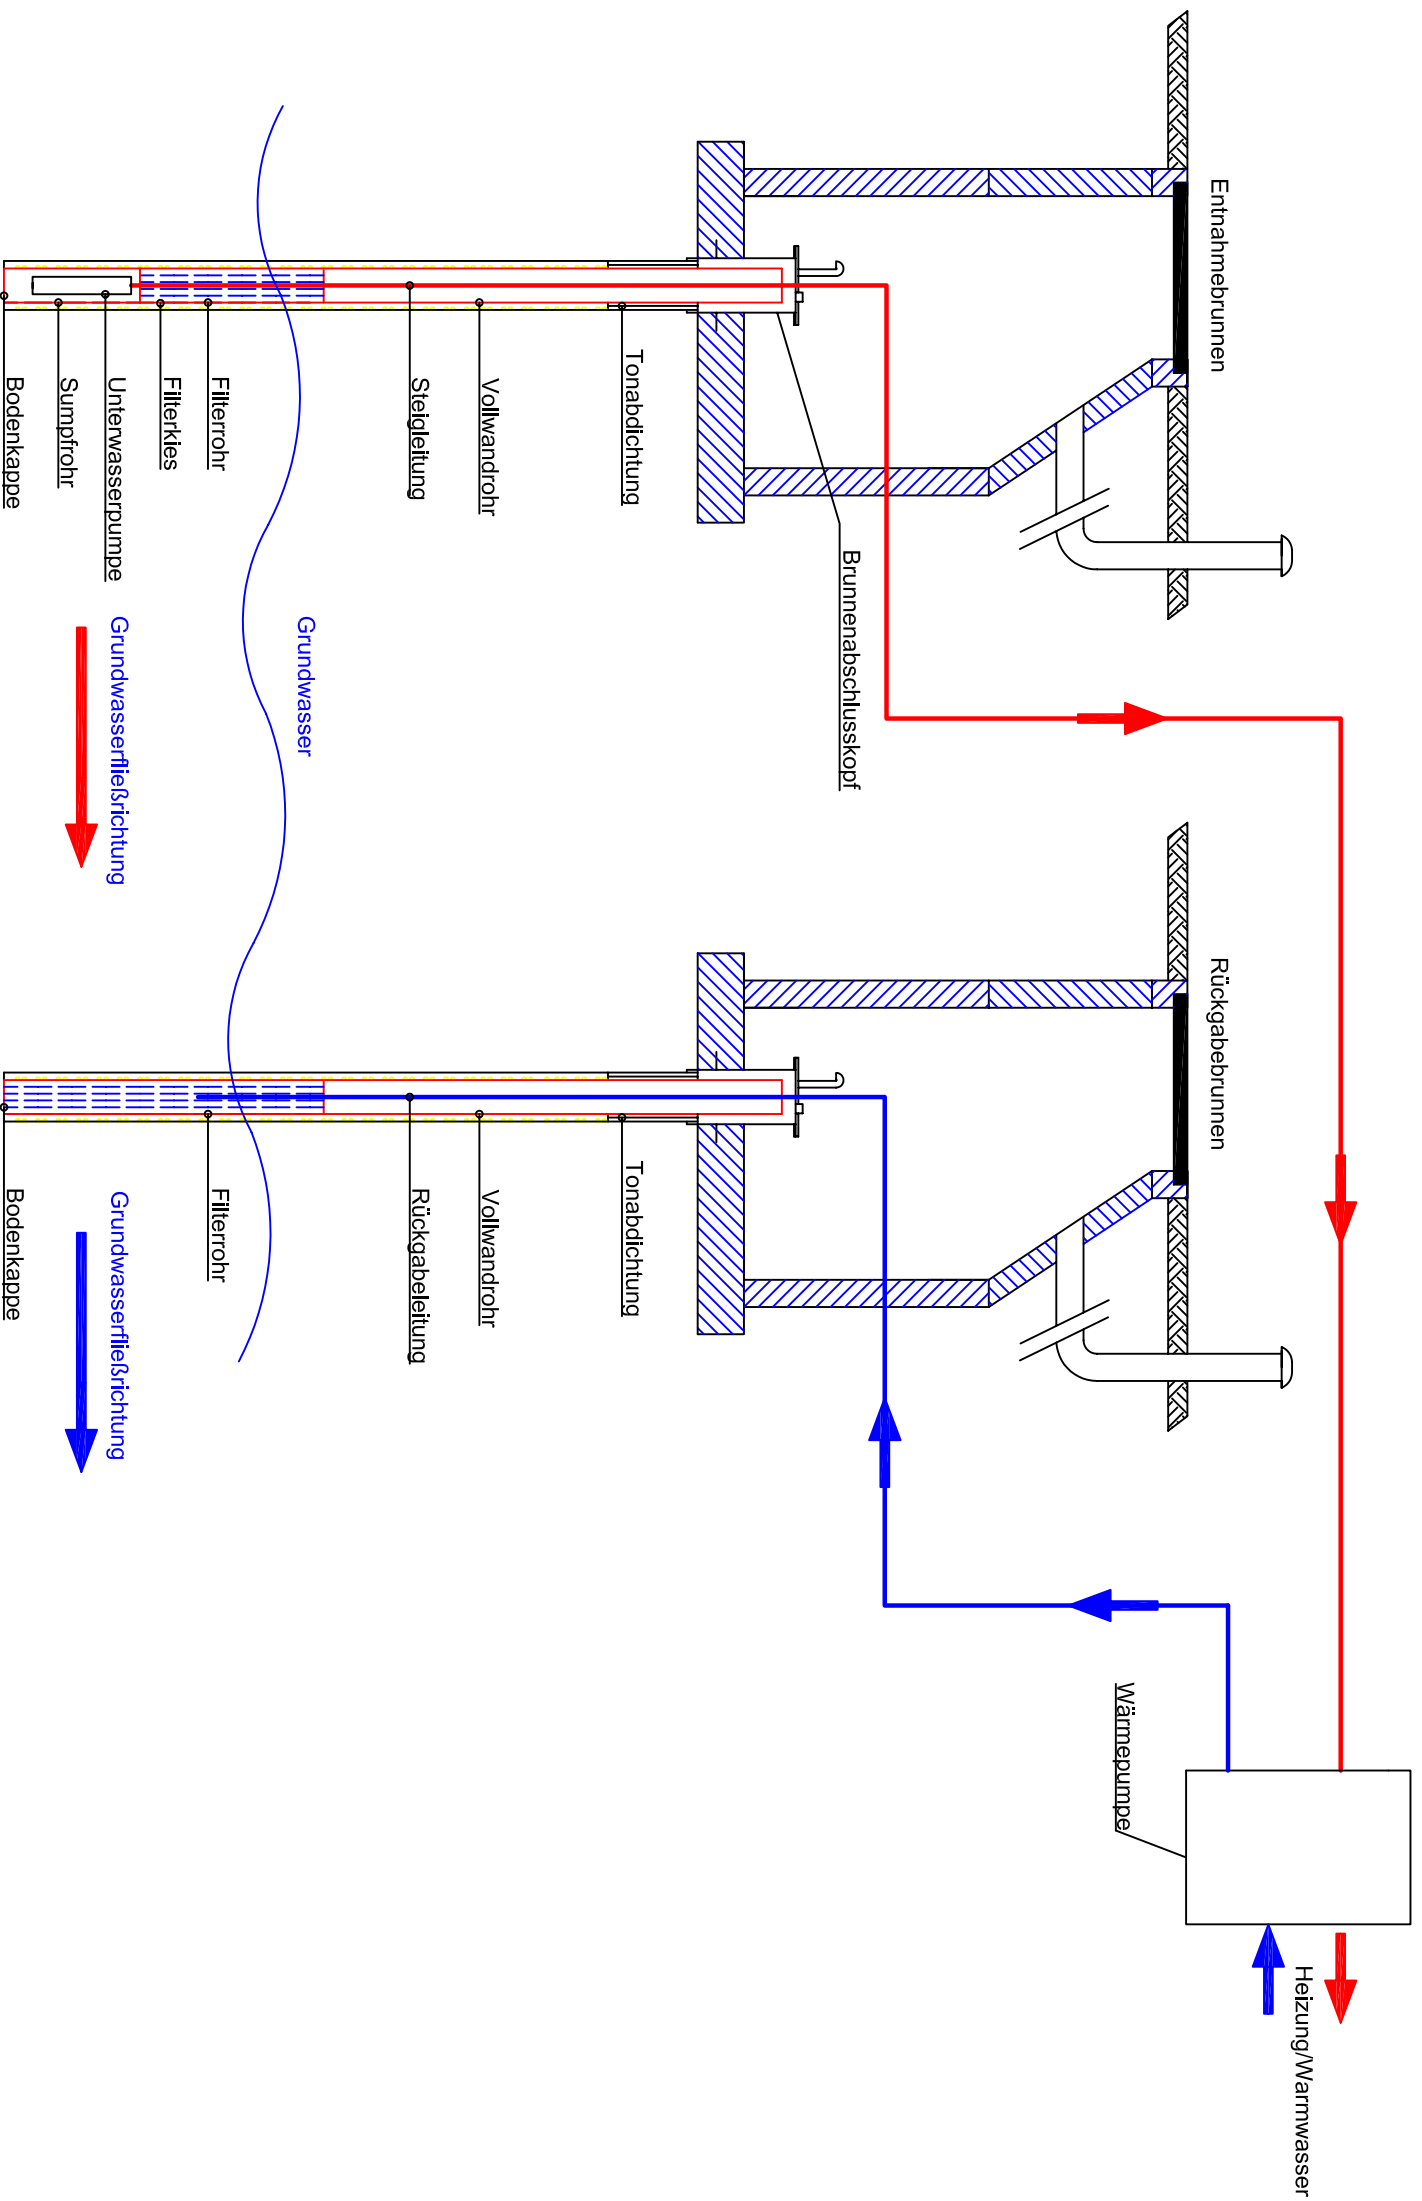 Heizung/Warmwasser
Wärmepumpe
Entnahmebrunnen
Rückgabebrunnen
Brunnenabschlusskopf
Tonabdichtung
Vollwandrohr
Steigleitung
Grundwasser
Filterrohr
Filterkies
Unterwasserpumpe
Sumpfrohr
Bodenkappe
Grundwasserfließrichtung
Tonabdichtung
Vollwandrohr
Rückgabeleitung
Filterrohr
Bodenkappe
Grundwasserfließrichtung